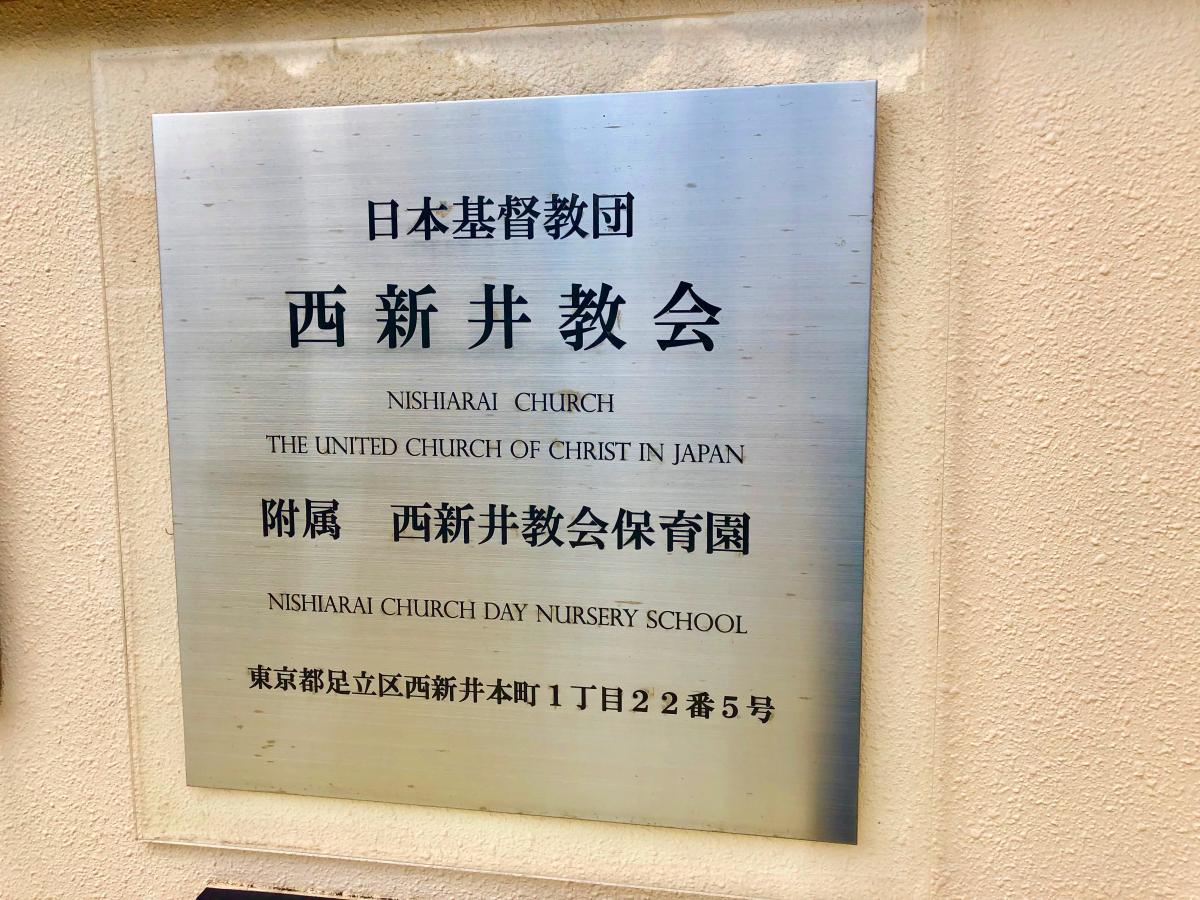 日本基督教団
西新井教会
NISHIARAI CHURCH
THE UNITED CHURCH OF CHRIST IN JAPAN
附属　西新井教会保育園
NISHIARAI CHURCH DAY NURSERY SCHOOL
東京都足立区西新井本町１丁目２２番５号